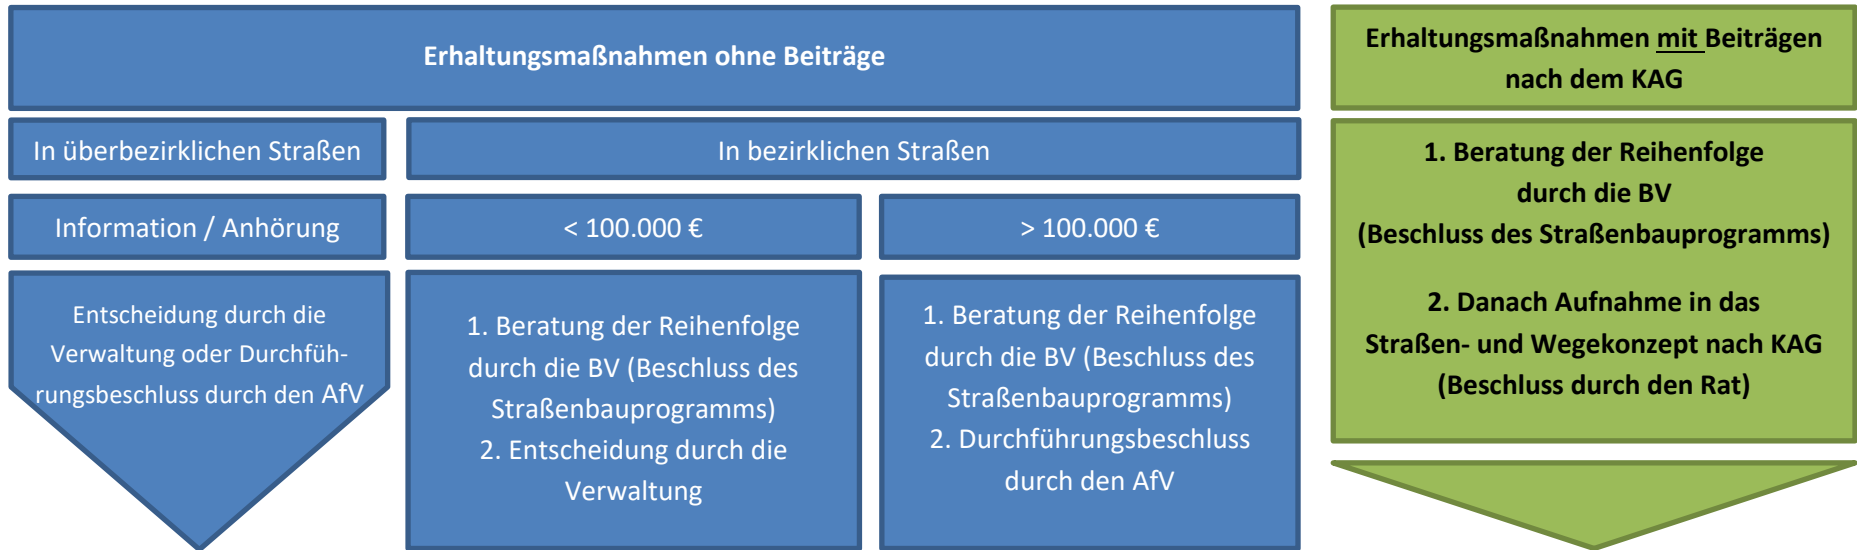 Erhaltungsmaßnahmen ohne Beiträge
In überbezirklichen Straßen
In bezirklichen Straßen
Information / Anhörung
< 100.000 €
> 100.000 €
Entscheidung durch die
Verwaltung oder Durchfüh-
rungsbeschluss durch den AfV
1. Beratung der Reihenfolge
durch die BV (Beschluss des
Straßenbauprogramms)
2. Entscheidung durch die
Verwaltung
1. Beratung der Reihenfolge
durch die BV (Beschluss des
Straßenbauprogramms)
2. Durchführungsbeschluss
durch den AfV
Erhaltungsmaßnahmen mit Beiträgen
nach dem KAG
1. Beratung der Reihenfolge
durch die BV
(Beschluss des Straßenbauprogramms)
2. Danach Aufnahme in das
Straßen- und Wegekonzept nach KAG
(Beschluss durch den Rat)